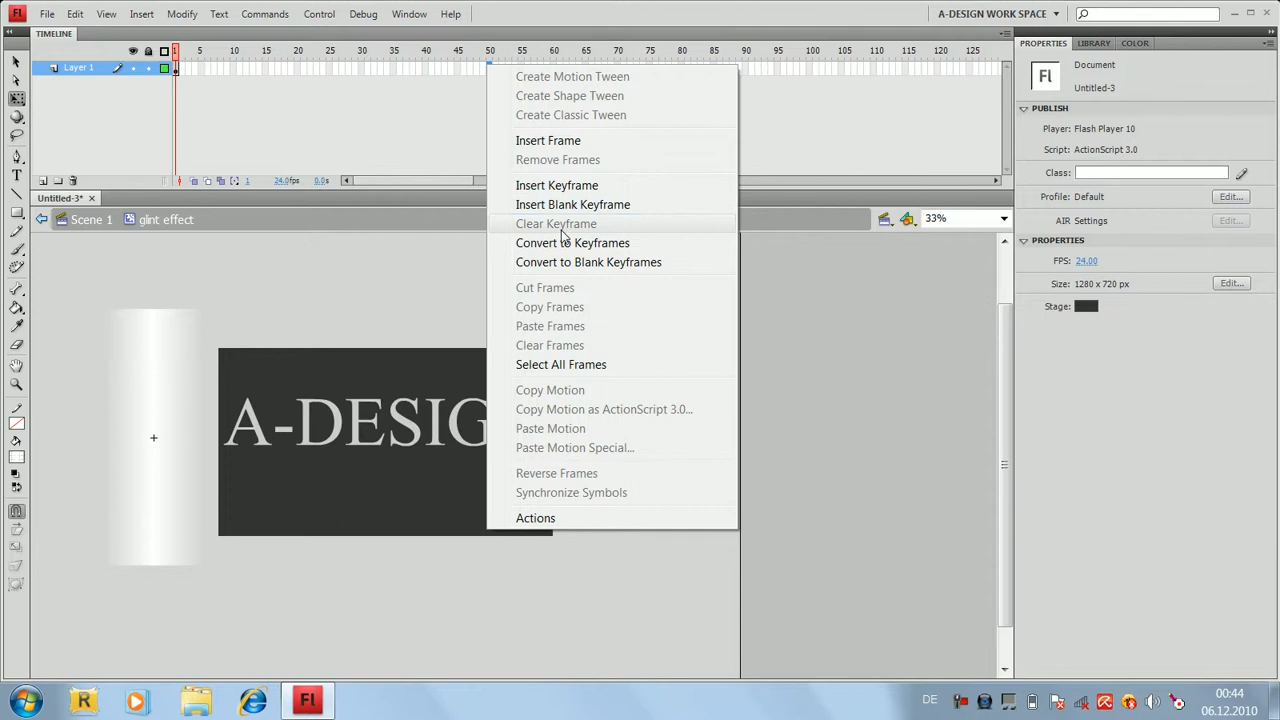 Fl File Edit View Insert Modify Text Commands Control Debug Window Help A-DESIGN WORK SPACE
TIMELINE
1 5 10 15 20 25 30 35 40 45 50 55 60 65 70 75 80 85 90 95 100 105 110 115 120 125
Layer 1
1 24.0fps 0.0s
Untitled-3*
Scene 1 glint effect 33%
Create Motion Tween
Create Shape Tween
Create Classic Tween
Insert Frame
Remove Frames
Insert Keyframe
Insert Blank Keyframe
Clear Keyframe
Convert to Keyframes
Convert to Blank Keyframes
Cut Frames
Copy Frames
Paste Frames
Clear Frames
Select All Frames
Copy Motion
Copy Motion as ActionScript 3.0...
Paste Motion
Paste Motion Special...
Reverse Frames
Synchronize Symbols
Actions
A-DESIG
PROPERTIES LIBRARY COLOR
Fl
Document
Untitled-3
PUBLISH
Player: Flash Player 10
Script: ActionScript 3.0
Class:
Profile: Default Edit...
AIR Settings Edit...
PROPERTIES
FPS: 24.00
Size: 1280 x 720 px Edit...
Stage:
Fl
DE
00:44
06.12.2010